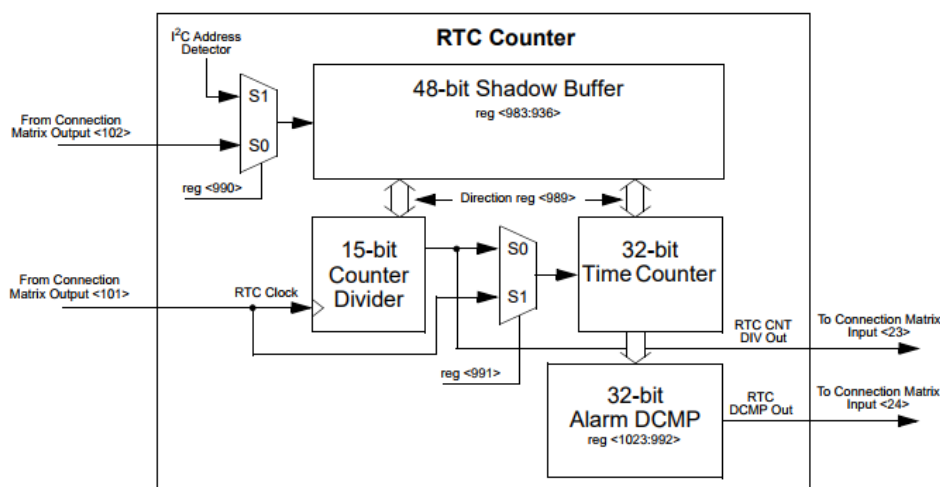 I²C Address
Detector
RTC Counter
48-bit Shadow Buffer
reg <983:936>
S1
S0
From Connection
Matrix Output <102>
reg <990>
Direction reg <989>
15-bit
Counter
Divider
S0
S1
32-bit
Time Counter
From Connection
Matrix Output <101>
RTC Clock
reg <991>
RTC CNT
DIV Out
To Connection Matrix
Input <23>
32-bit
Alarm DCMP
reg <1023:992>
RTC
DCMP Out
To Connection Matrix
Input <24>